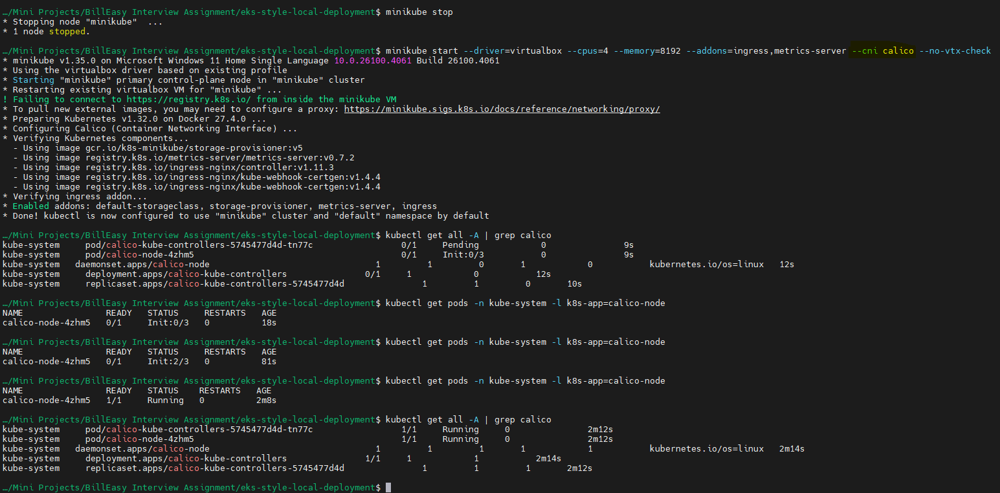 …/Mini Projects/BillEasy Interview Assignment/eks-style-local-deployment$ minikube stop
* Stopping node "minikube"  ...
* 1 node stopped.
…/Mini Projects/BillEasy Interview Assignment/eks-style-local-deployment$ minikube start --driver=virtualbox --cpus=4 --memory=8192 --addons=ingress,metrics-server --cni calico --no-vtx-check
* minikube v1.35.0 on Microsoft Windows 11 Home Single Language 10.0.26100.4061 Build 26100.4061
* Using the virtualbox driver based on existing profile
* Starting "minikube" primary control-plane node in "minikube" cluster
* Restarting existing virtualbox VM for "minikube" ...
! Failing to connect to https://registry.k8s.io/ from inside the minikube VM
* To pull new external images, you may need to configure a proxy: https://minikube.sigs.k8s.io/docs/reference/networking/proxy/
* Preparing Kubernetes v1.32.0 on Docker 27.4.0 ...
* Configuring Calico (Container Networking Interface) ...
* Verifying Kubernetes components...
  - Using image gcr.io/k8s-minikube/storage-provisioner:v5
  - Using image registry.k8s.io/metrics-server/metrics-server:v0.7.2
  - Using image registry.k8s.io/ingress-nginx/controller:v1.11.3
  - Using image registry.k8s.io/ingress-nginx/kube-webhook-certgen:v1.4.4
  - Using image registry.k8s.io/ingress-nginx/kube-webhook-certgen:v1.4.4
* Verifying ingress addon...
* Enabled addons: default-storageclass, storage-provisioner, metrics-server, ingress
* Done! kubectl is now configured to use "minikube" cluster and "default" namespace by default
…/Mini Projects/BillEasy Interview Assignment/eks-style-local-deployment$ kubectl get all -A | grep calico
kube-system     pod/calico-kube-controllers-5745477d4d-tn77c     0/1     Pending     0     9s
kube-system     pod/calico-node-4zhm5     0/1     Init:0/3     0     9s
kube-system   daemonset.apps/calico-node     1     1     0     1     0     kubernetes.io/os=linux   12s
kube-system     deployment.apps/calico-kube-controllers     0/1     1     0     12s
kube-system     replicaset.apps/calico-kube-controllers-5745477d4d     1     1     0     10s
…/Mini Projects/BillEasy Interview Assignment/eks-style-local-deployment$ kubectl get pods -n kube-system -l k8s-app=calico-node
NAME                READY   STATUS     RESTARTS   AGE
calico-node-4zhm5   0/1     Init:0/3   0          18s
…/Mini Projects/BillEasy Interview Assignment/eks-style-local-deployment$ kubectl get pods -n kube-system -l k8s-app=calico-node
NAME                READY   STATUS     RESTARTS   AGE
calico-node-4zhm5   0/1     Init:2/3   0          81s
…/Mini Projects/BillEasy Interview Assignment/eks-style-local-deployment$ kubectl get pods -n kube-system -l k8s-app=calico-node
NAME                READY   STATUS    RESTARTS   AGE
calico-node-4zhm5   1/1     Running   0          2m8s
…/Mini Projects/BillEasy Interview Assignment/eks-style-local-deployment$ kubectl get all -A | grep calico
kube-system     pod/calico-kube-controllers-5745477d4d-tn77c     1/1     Running     0     2m12s
kube-system     pod/calico-node-4zhm5     1/1     Running     0     2m12s
kube-system   daemonset.apps/calico-node     1     1     1     1     1     kubernetes.io/os=linux   2m14s
kube-system     deployment.apps/calico-kube-controllers     1/1     1     1     2m14s
kube-system     replicaset.apps/calico-kube-controllers-5745477d4d     1     1     1     2m12s
…/Mini Projects/BillEasy Interview Assignment/eks-style-local-deployment$